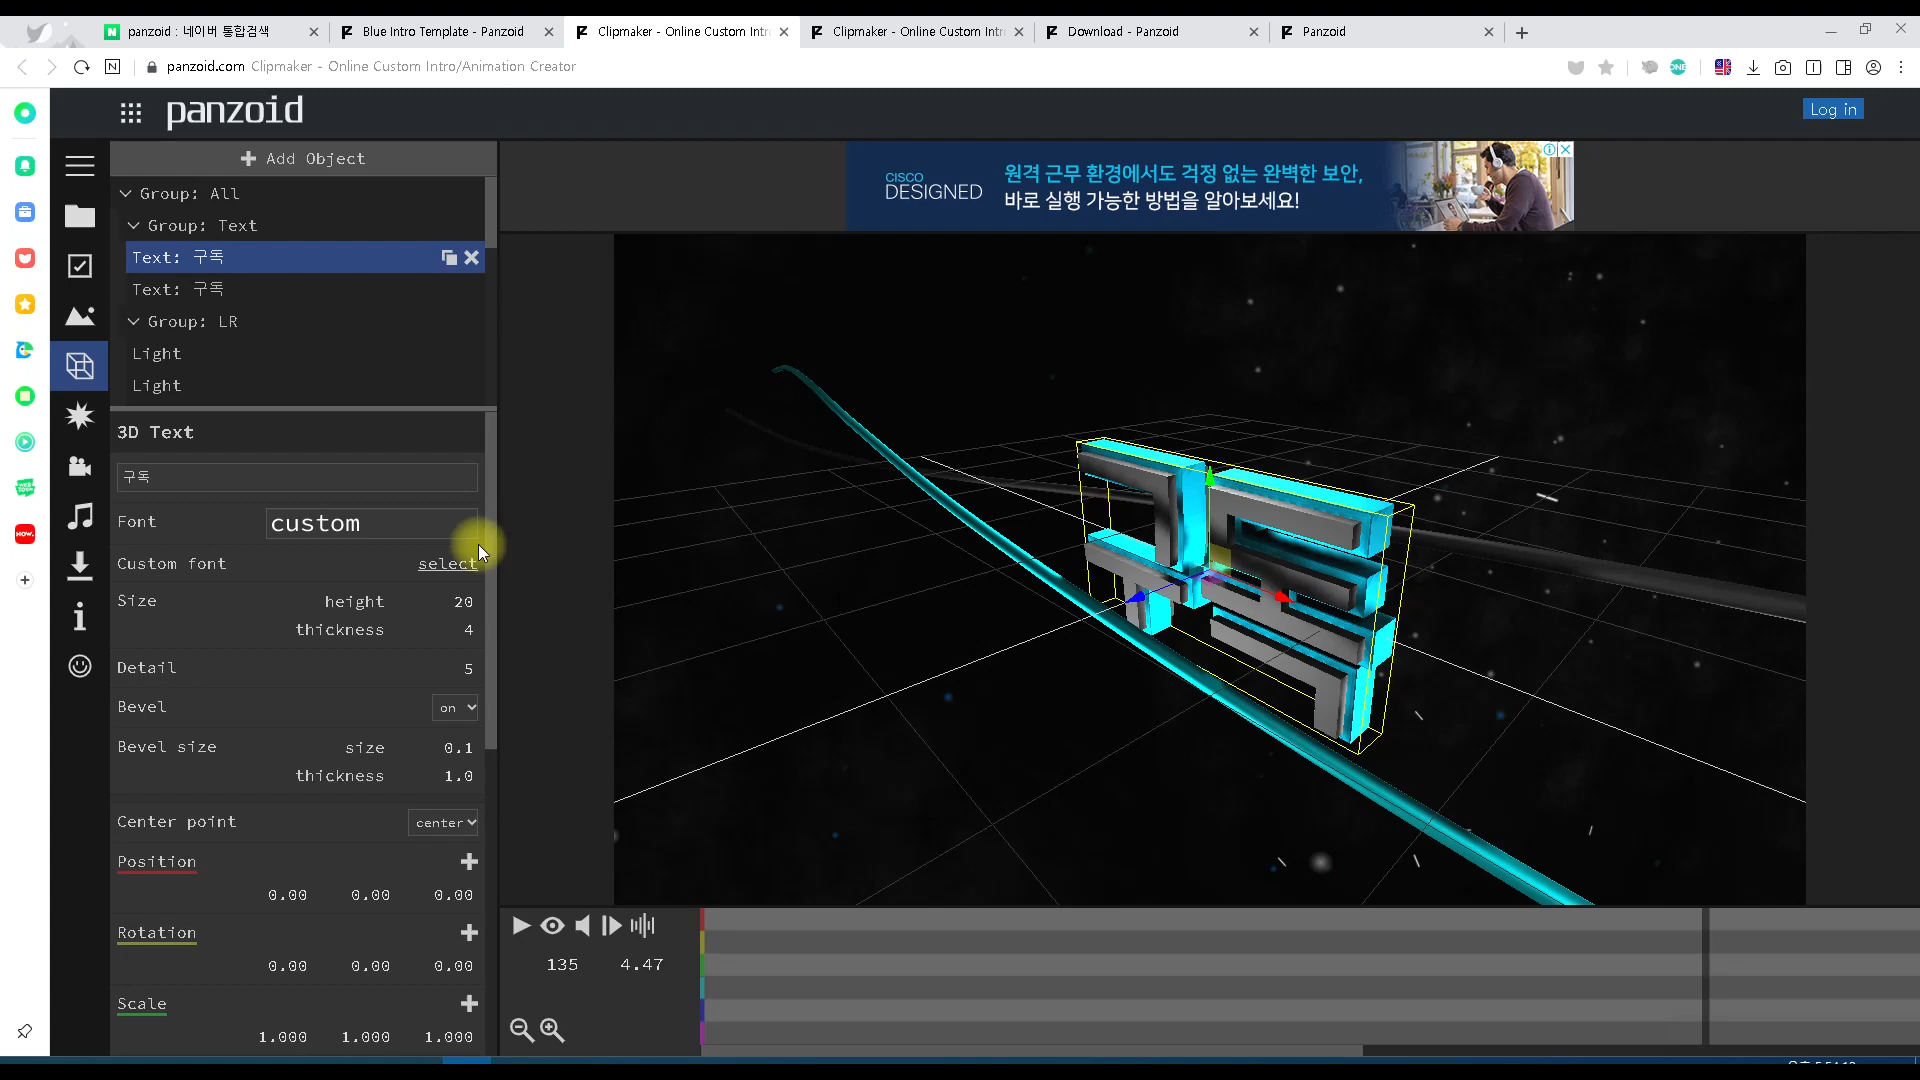 panzoid : 네이버 통합검색
Blue Intro Template - Panzoid
Clipmaker - Online Custom Intr
Clipmaker - Online Custom Intr
Download - Panzoid
Panzoid
panzoid.com Clipmaker - Online Custom Intro/Animation Creator
panzoid
Log in
Add Object
Group: All
Group: Text
Text: 구독
Text: 구독
Group: LR
Light
Light
CISCO
DESIGNED
원격 근무 환경에서도 걱정 없는 완벽한 보안,
바로 실행 가능한 방법을 알아보세요!
3D Text
구독
Font custom
Custom font select
Size height 20
thickness 4
Detail 5
Bevel on
Bevel size size 0.1
thickness 1.0
Center point center
Position
0.00 0.00 0.00
Rotation
0.00 0.00 0.00
Scale
1.000 1.000 1.000
구독
135 4.47
NOW.
ONE